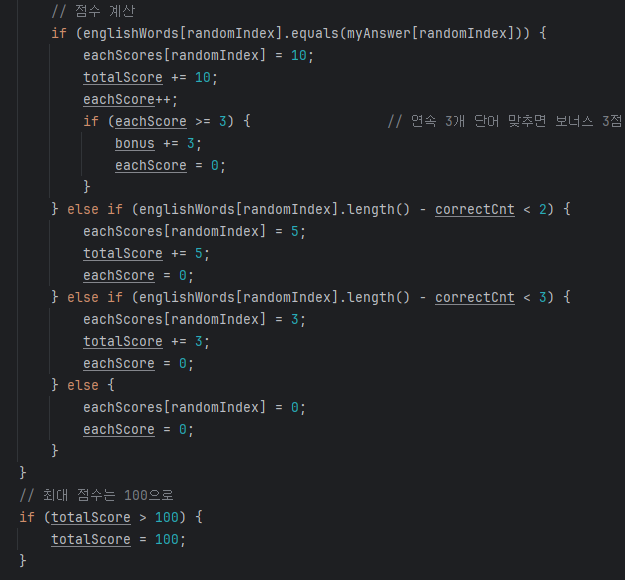 // 점수 계산
if (englishWords[randomIndex].equals(myAnswer[randomIndex])) {
eachScores[randomIndex] = 10;
totalScore += 10;
eachScore++;
if (eachScore >= 3) { // 연속 3개 단어 맞추면 보너스 3점
bonus += 3;
eachScore = 0;
}
} else if (englishWords[randomIndex].length() - correctCnt < 2) {
eachScores[randomIndex] = 5;
totalScore += 5;
eachScore = 0;
} else if (englishWords[randomIndex].length() - correctCnt < 3) {
eachScores[randomIndex] = 3;
totalScore += 3;
eachScore = 0;
} else {
eachScores[randomIndex] = 0;
eachScore = 0;
}
}
// 최대 점수는 100으로
if (totalScore > 100) {
totalScore = 100;
}